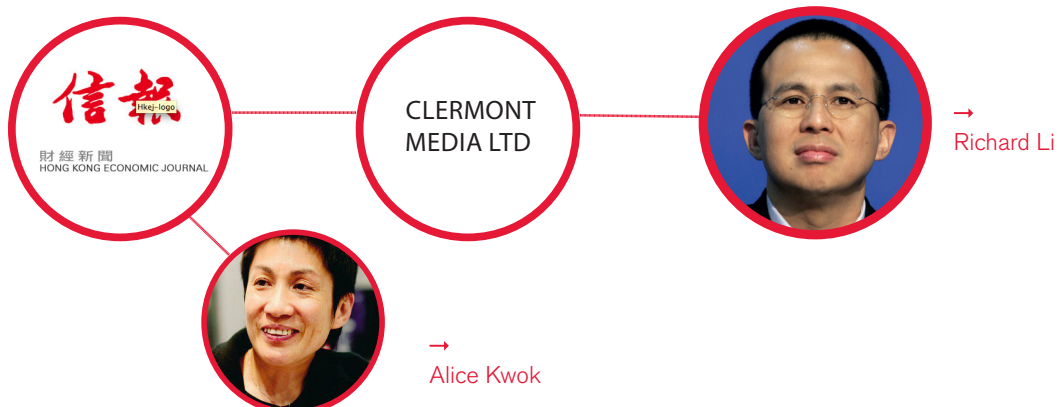 信報
Hkej-logo
財經新聞
HONG KONG ECONOMIC JOURNAL
CLERMONT
MEDIA LTD
→
Richard Li
→
Alice Kwok